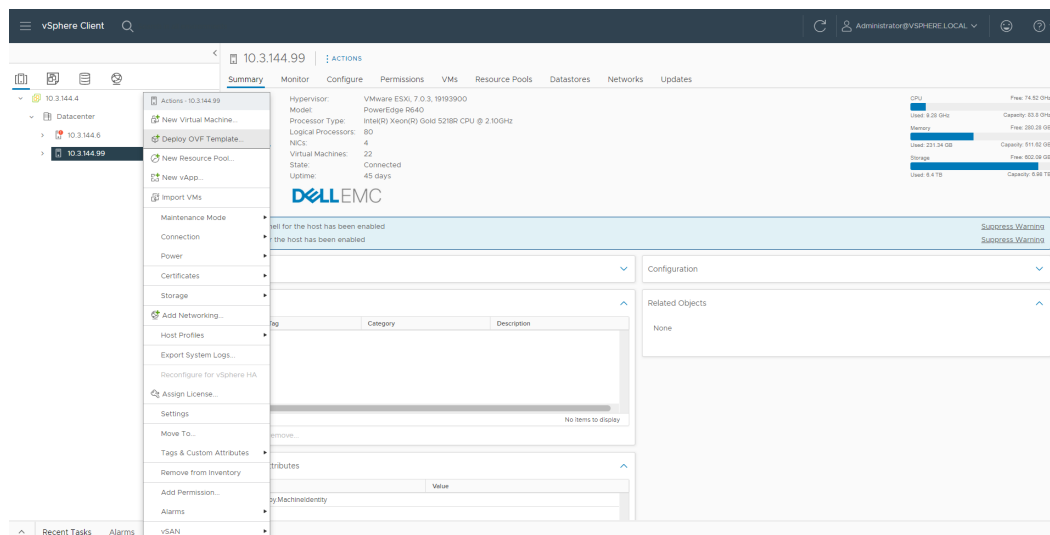 vSphere Client
Administrator@VSPHERE.LOCAL
10.3.144.99
ACTIONS
Summary Monitor Configure Permissions VMs Resource Pools Datastores Networks Updates
10.3.144.4
Datacenter
10.3.144.6
10.3.144.99
Actions - 10.3.144.99
New Virtual Machine...
Deploy OVF Template...
New Resource Pool...
New vApp...
Import VMs
Maintenance Mode
Connection
Power
Certificates
Storage
Add Networking...
Host Profiles
Export System Logs...
Reconfigure for vSphere HA
Assign License...
Settings
Move To...
Tags & Custom Attributes
Remove from Inventory
Add Permission...
Alarms
vSAN
Hypervisor: VMware ESXi, 7.0.3, 19193900
Model: PowerEdge R640
Processor Type: Intel(R) Xeon(R) Gold 5218R CPU @ 2.10GHz
Logical Processors: 80
NICs: 4
Virtual Machines: 22
State: Connected
Uptime: 45 days
DELLEMC
CPU Free: 74.52 GHz
Used: 9.28 GHz Capacity: 83.8 GHz
Memory Free: 280.28 GB
Used: 231.34 GB Capacity: 511.62 GB
Storage Free: 602.09 GB
Used: 6.4 TB Capacity: 6.98 TB
hell for the host has been enabled Suppress Warning
r the host has been enabled Suppress Warning
Configuration
Related Objects
None
Tag Category Description
No items to display
emove...
ttributes
Value
by.MachineIdentity
Recent Tasks Alarms